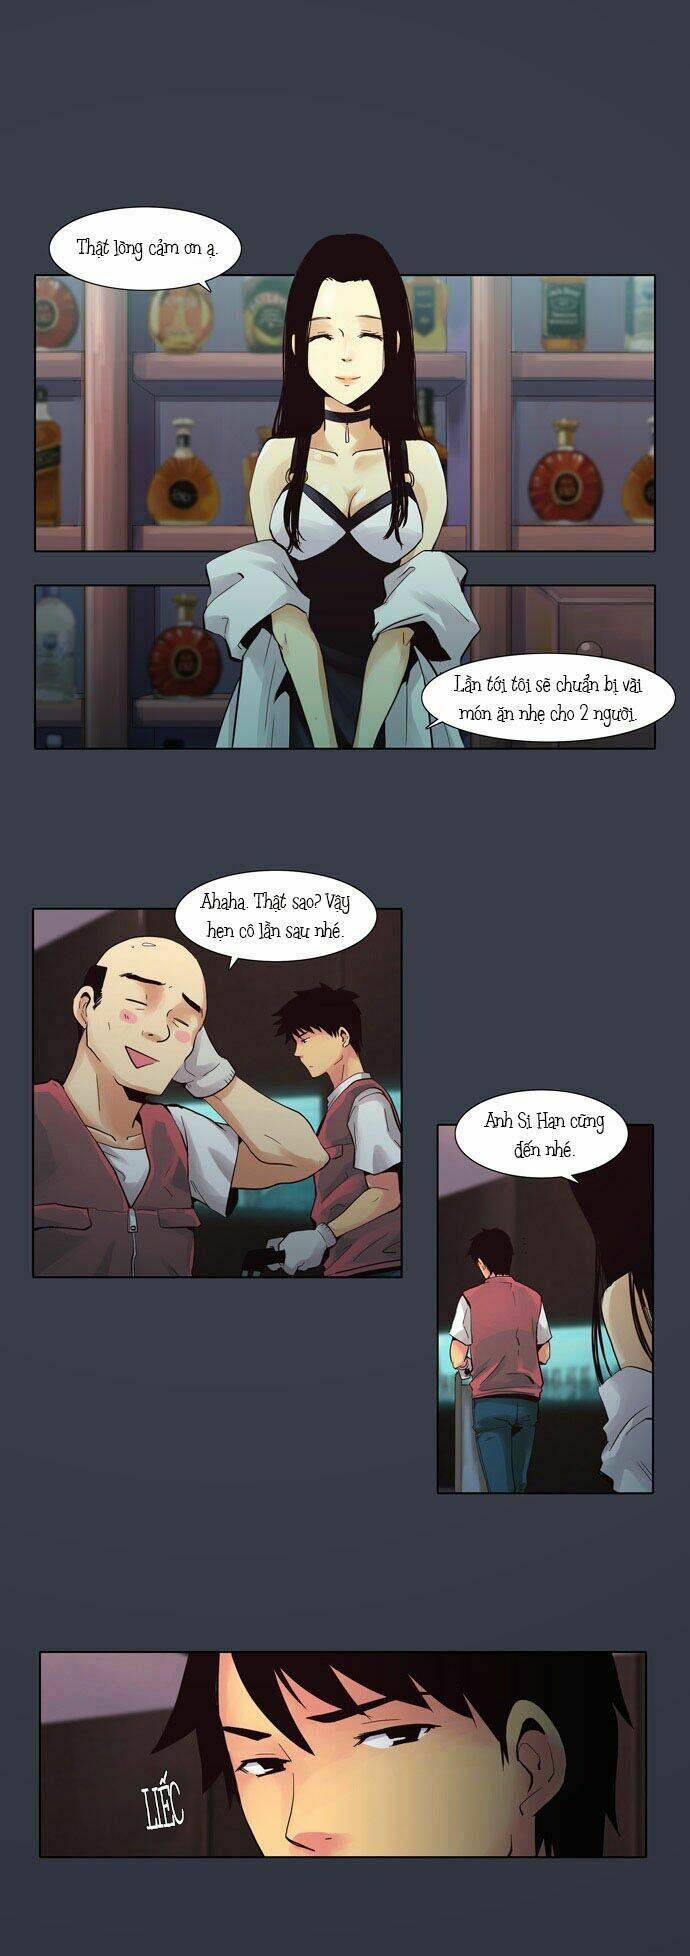 Thật lòng cảm ơn ạ.
Lần tới tôi sẽ chuẩn bị vài
món ăn nhẹ cho 2 người.
Ahaha. Thật sao? Vậy
hẹn cô lần sau nhé.
Anh Si Han cũng
đến nhé.
LIẾC